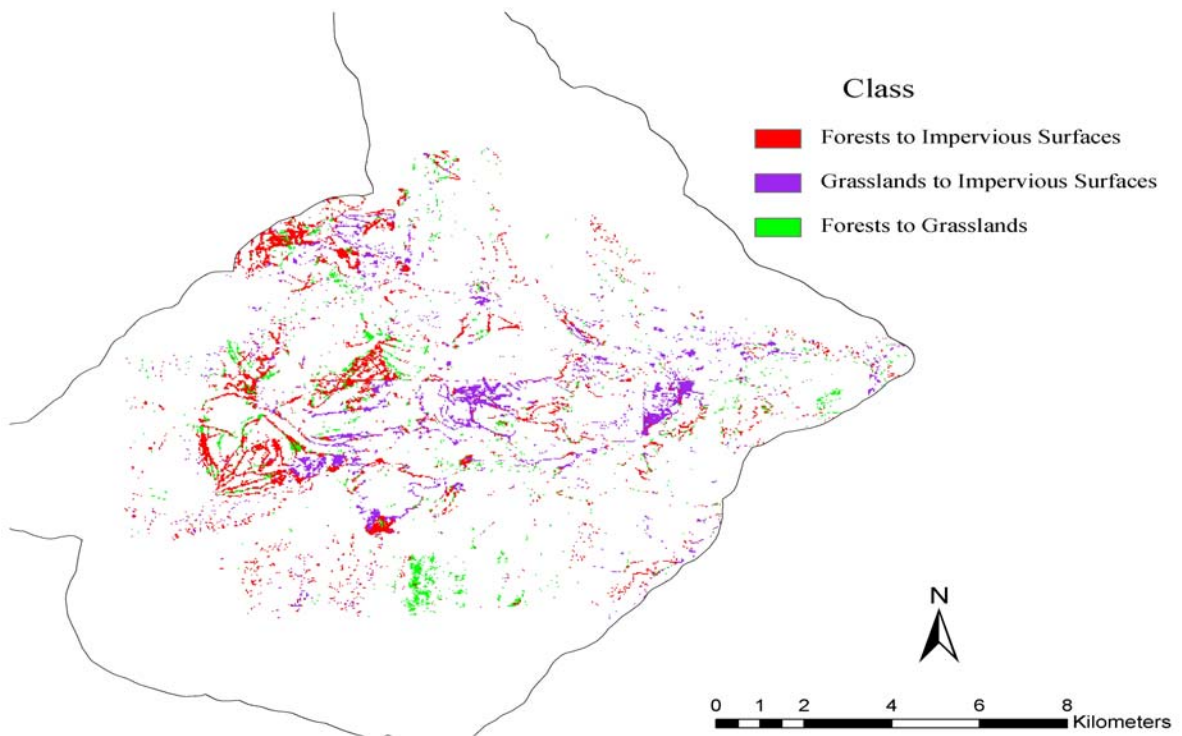 Class
Forests to Impervious Surfaces
Grasslands to Impervious Surfaces
Forests to Grasslands
N
0 1 2 4 6 8
Kilometers